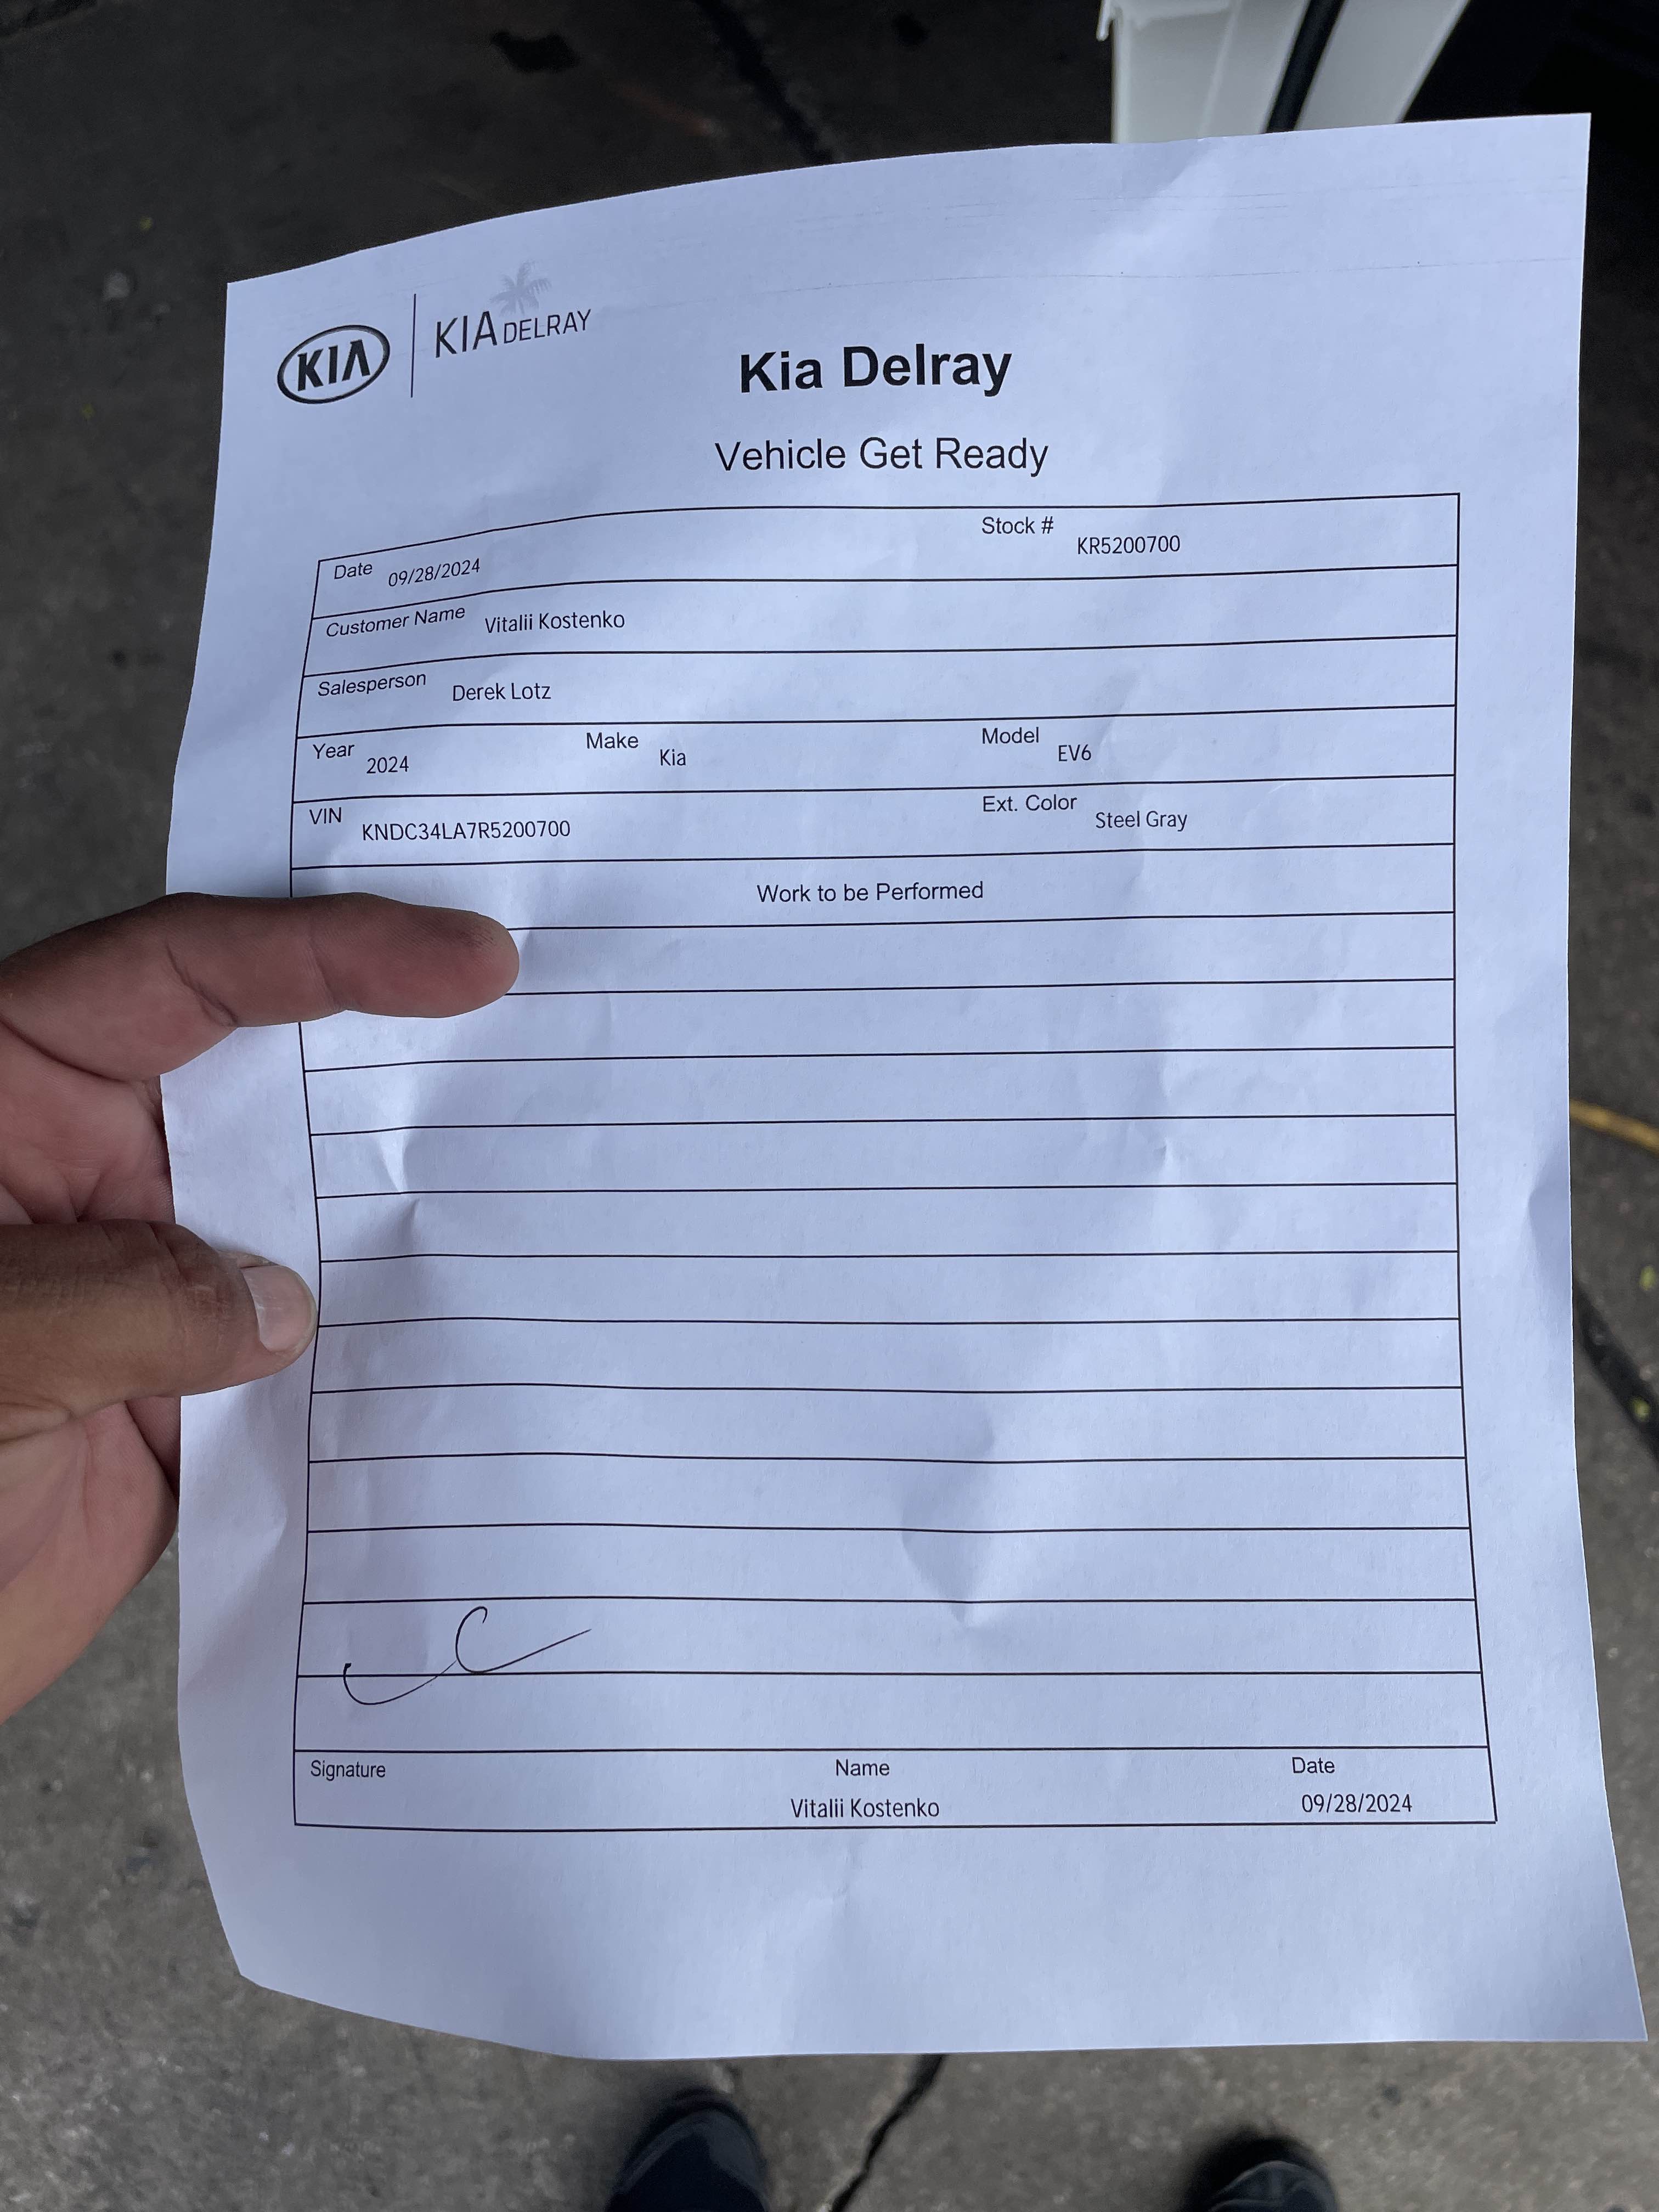 KIA
KIA DELRAY
Kia Delray
Vehicle Get Ready
Date 09/28/2024 Stock # KR5200700
Customer Name Vitalii Kostenko
Salesperson Derek Lotz
Year 2024 Make Kia Model EV6
VIN KNDC34LA7R5200700 Ext. Color Steel Gray
Work to be Performed
Signature Name Date
Vitalii Kostenko 09/28/2024